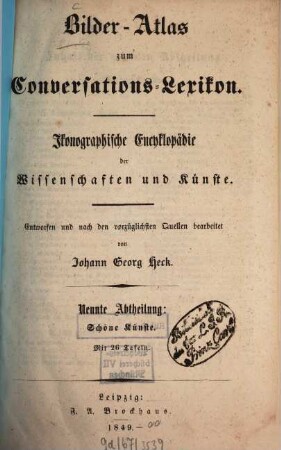 Bilder-Atlas
zum
Conversations-Lexikon.
Ikonographische Encyklopädie
der
Wissenschaften und Künste.
Entworfen und nach den vorzüglichsten Quellen bearbeitet
von
Johann Georg Heck.
Neunte Abtheilung:
Schöne Künste.
Mit 26 Tafeln.
Leipzig:
F. A. Brockhaus.
1849.